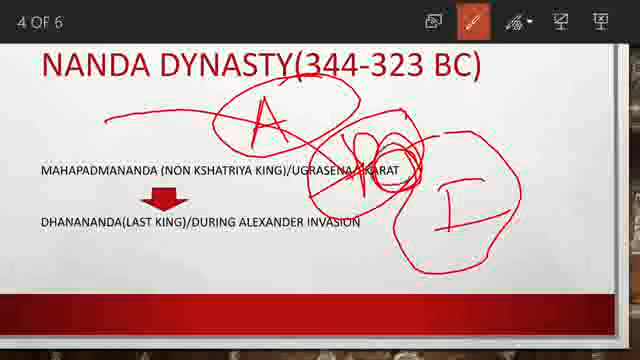 4 OF 6
NANDA DYNASTY(344-323 BC)
A
I
MAHAPADMANANDA (NON KSHATRIYA KING)/UGRASENA/
DHANANANDA(LAST KING)/DURING ALEXANDER INVASION